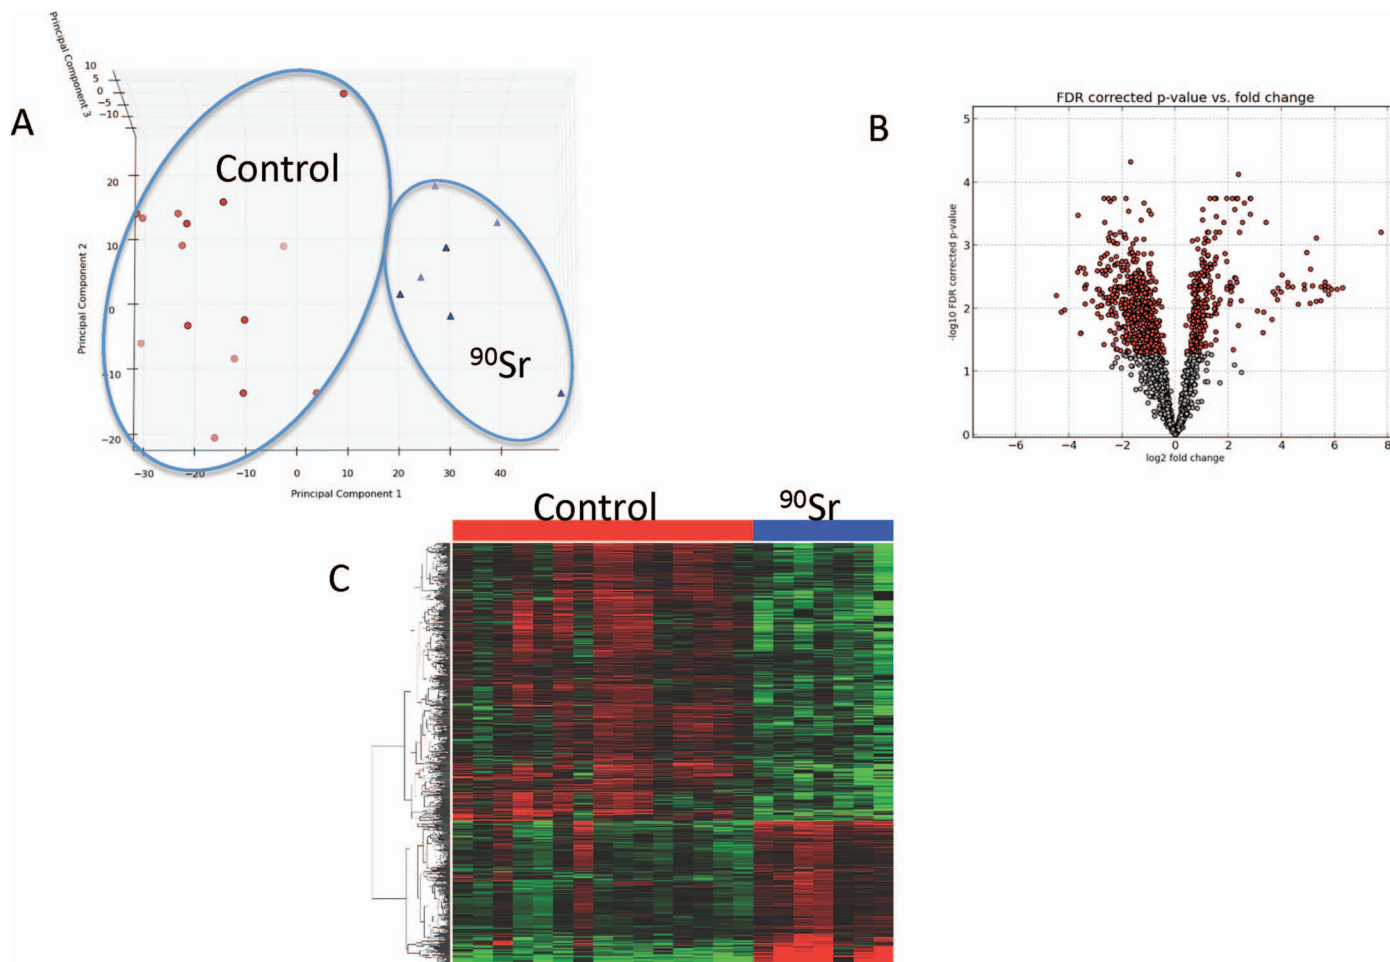 A
Principal Component 3
10
5
0
−5
−10
Control
20
10
0
−10
−20
Principal Component 2
90Sr
−30
−20
−10
0
10
20
30
40
Principal Component 1
B
FDR corrected p-value vs. fold change
5
4
3
2
1
0
-log10 FDR corrected p-value
−6
−4
−2
0
2
4
6
8
log2 fold change
C
Control
90Sr